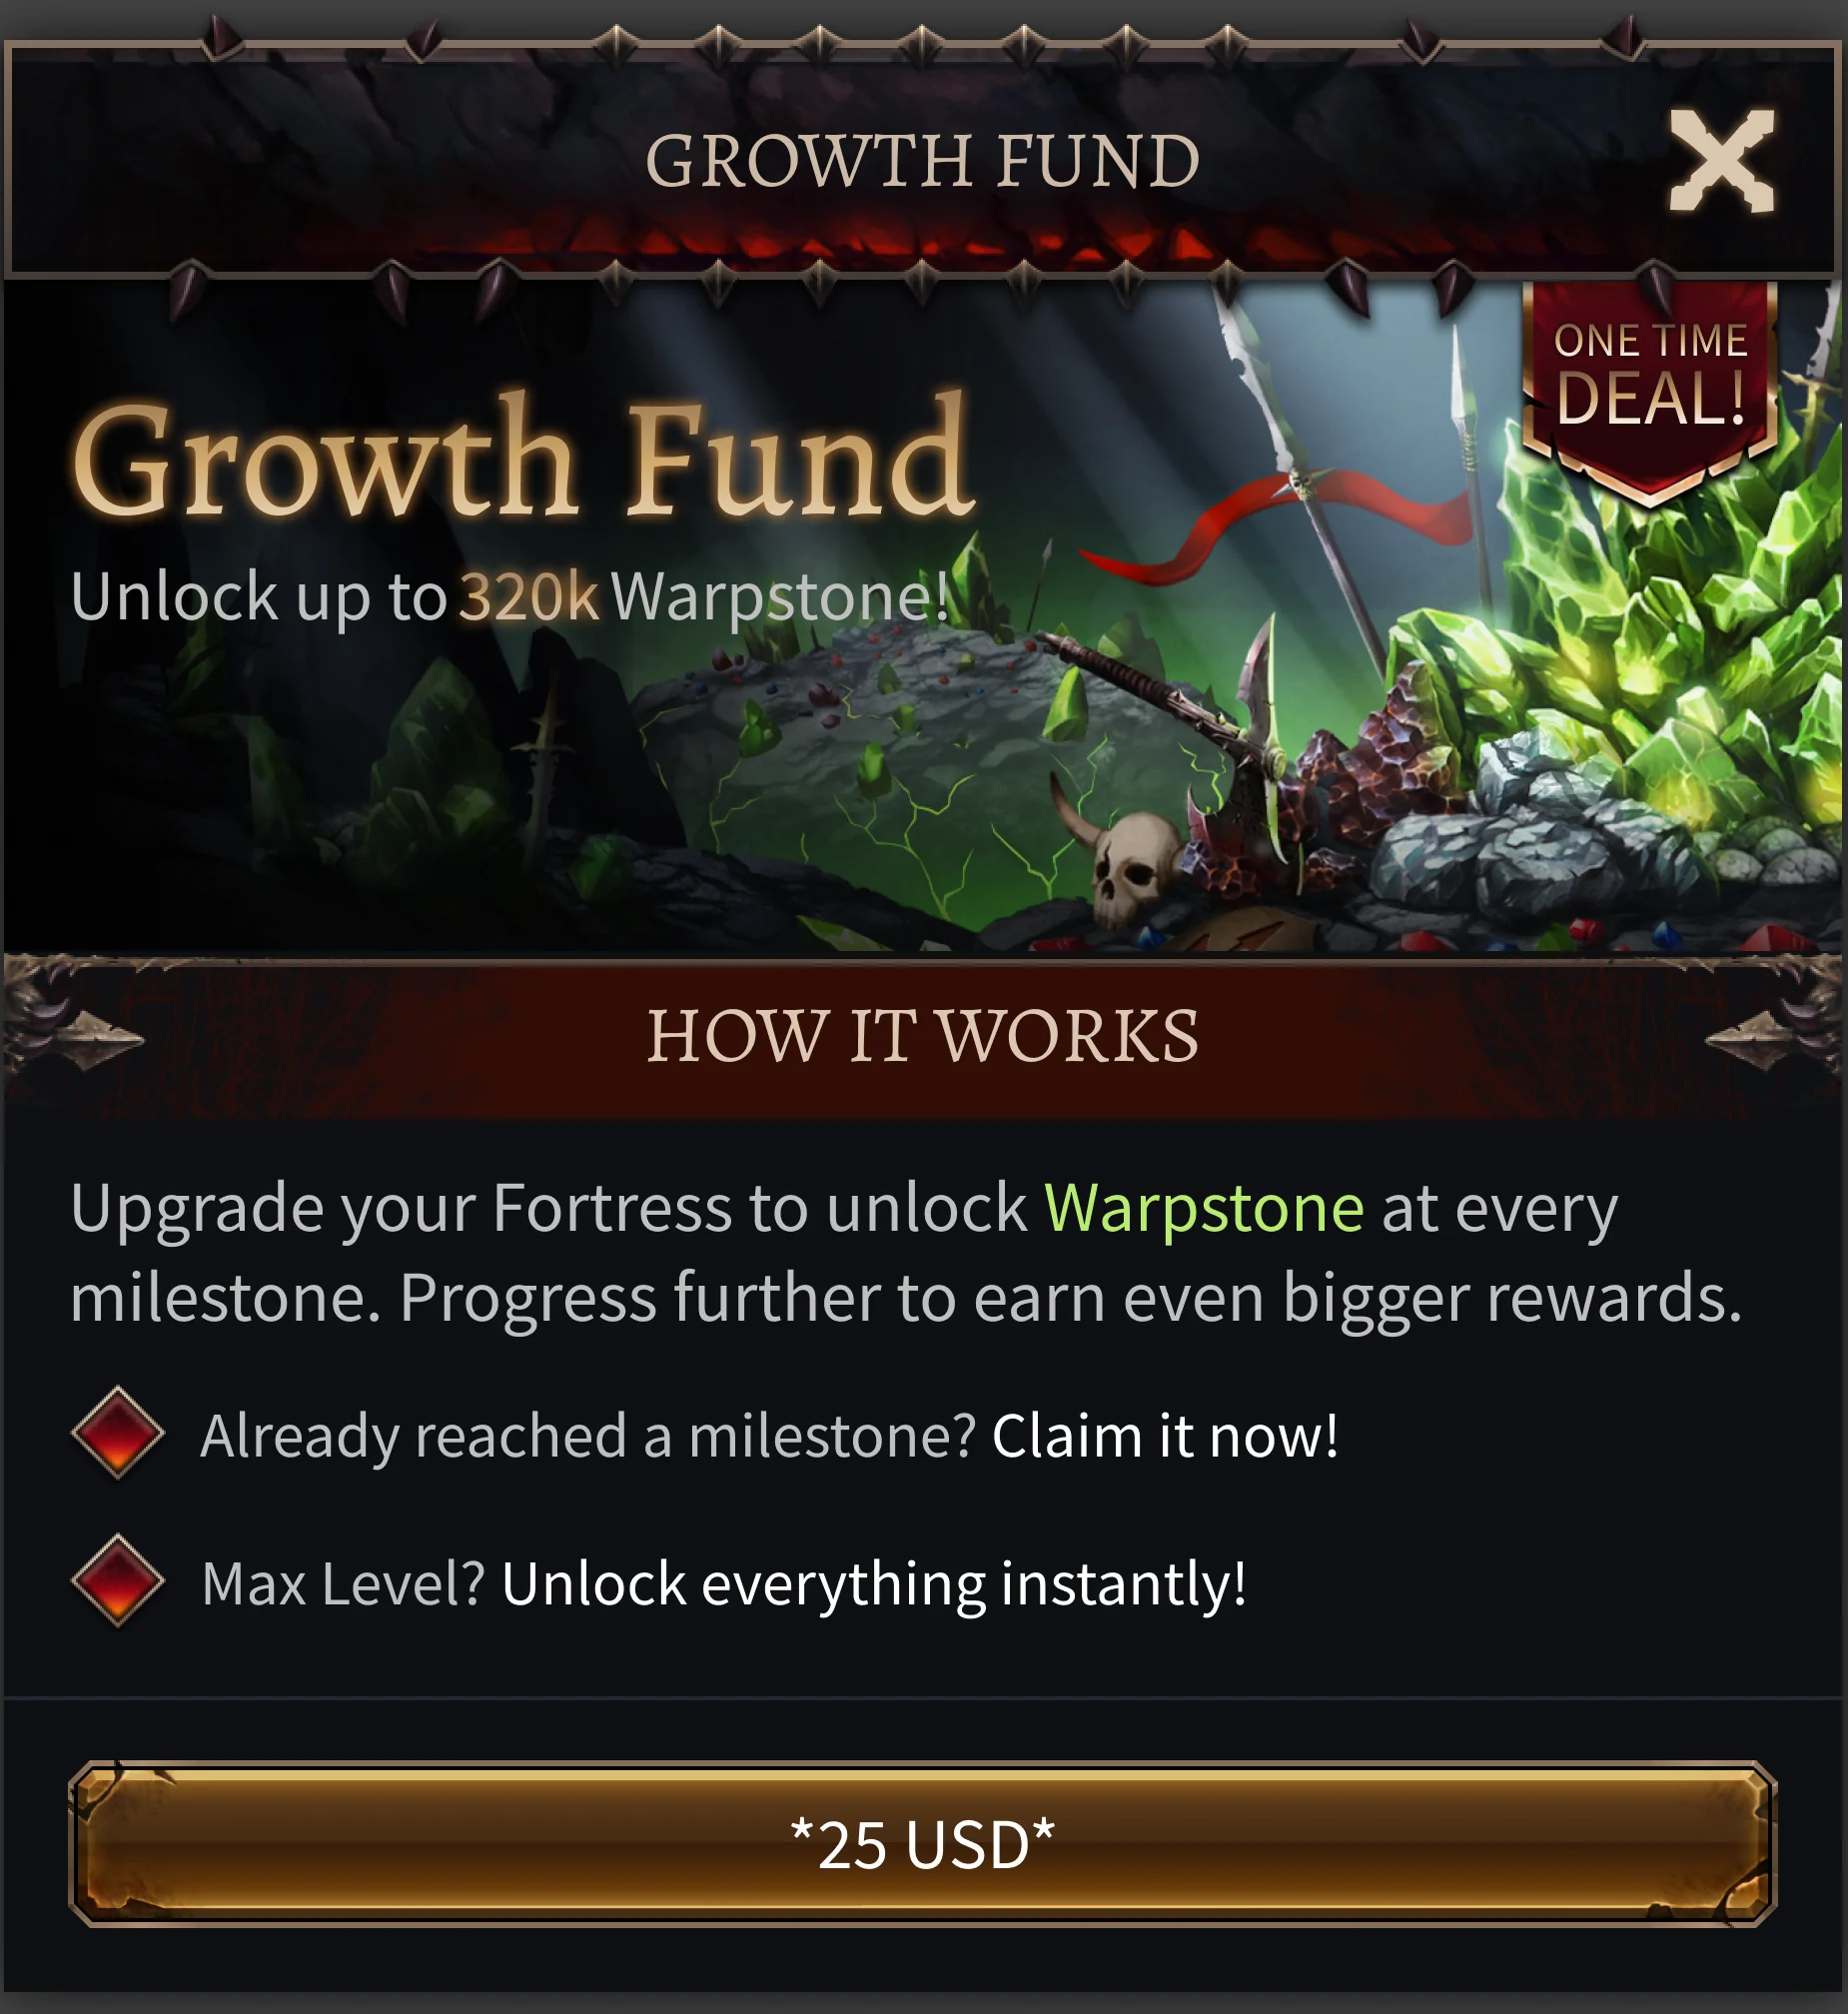 GROWTH FUND
ONE TIME
DEAL!
Growth Fund
Unlock up to 320k Warpstone!
HOW IT WORKS
Upgrade your Fortress to unlock Warpstone at every
milestone. Progress further to earn even bigger rewards.
Already reached a milestone? Claim it now!
Max Level? Unlock everything instantly!
*25 USD*